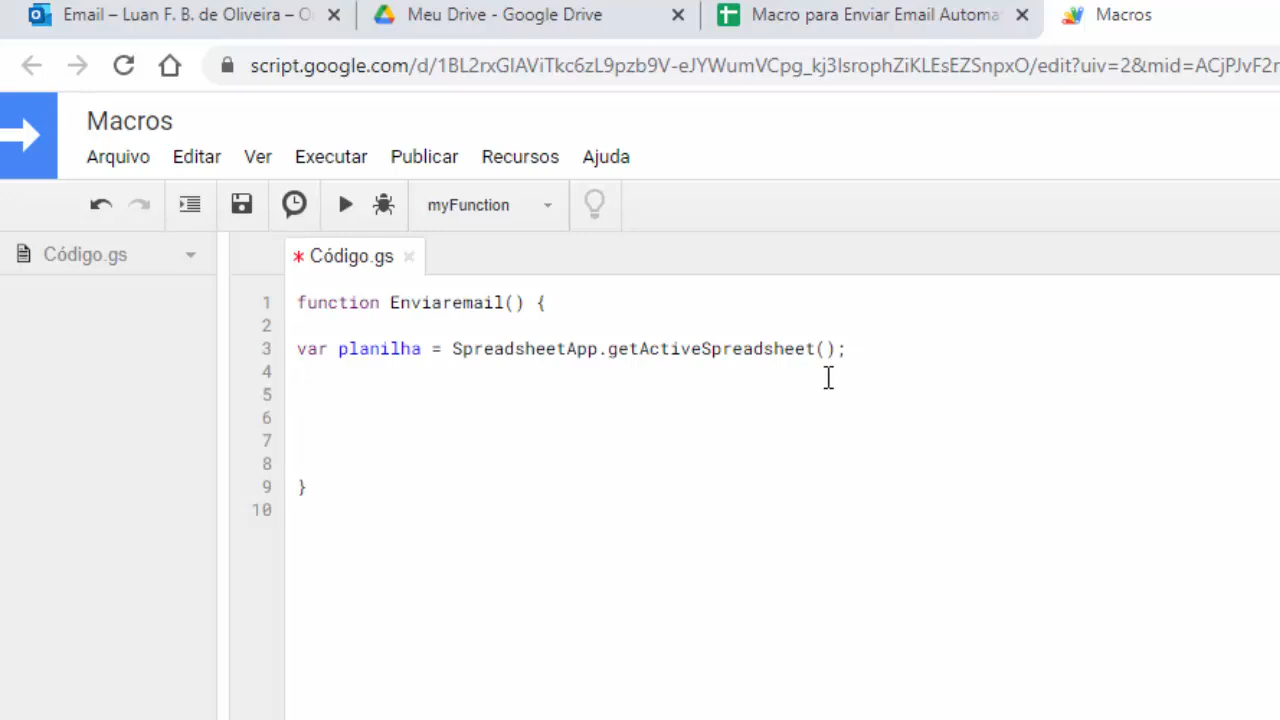 Email – Luan F. B. de Oliveira – O
Meu Drive - Google Drive
Macro para Enviar Email Automa
Macros
script.google.com/d/1BL2rxGlAViTkc6zL9pzb9V-eJYWumVCpg_kj3IsrophZiKLEsEZSnpxO/edit?uiv=2&mid=ACjPJvF2r
Macros
Arquivo Editar Ver Executar Publicar Recursos Ajuda
myFunction
Código.gs
* Código.gs
1 function Enviaremail() {
2
3 var planilha = SpreadsheetApp.getActiveSpreadsheet();
4
5
6
7
8
9 }
10